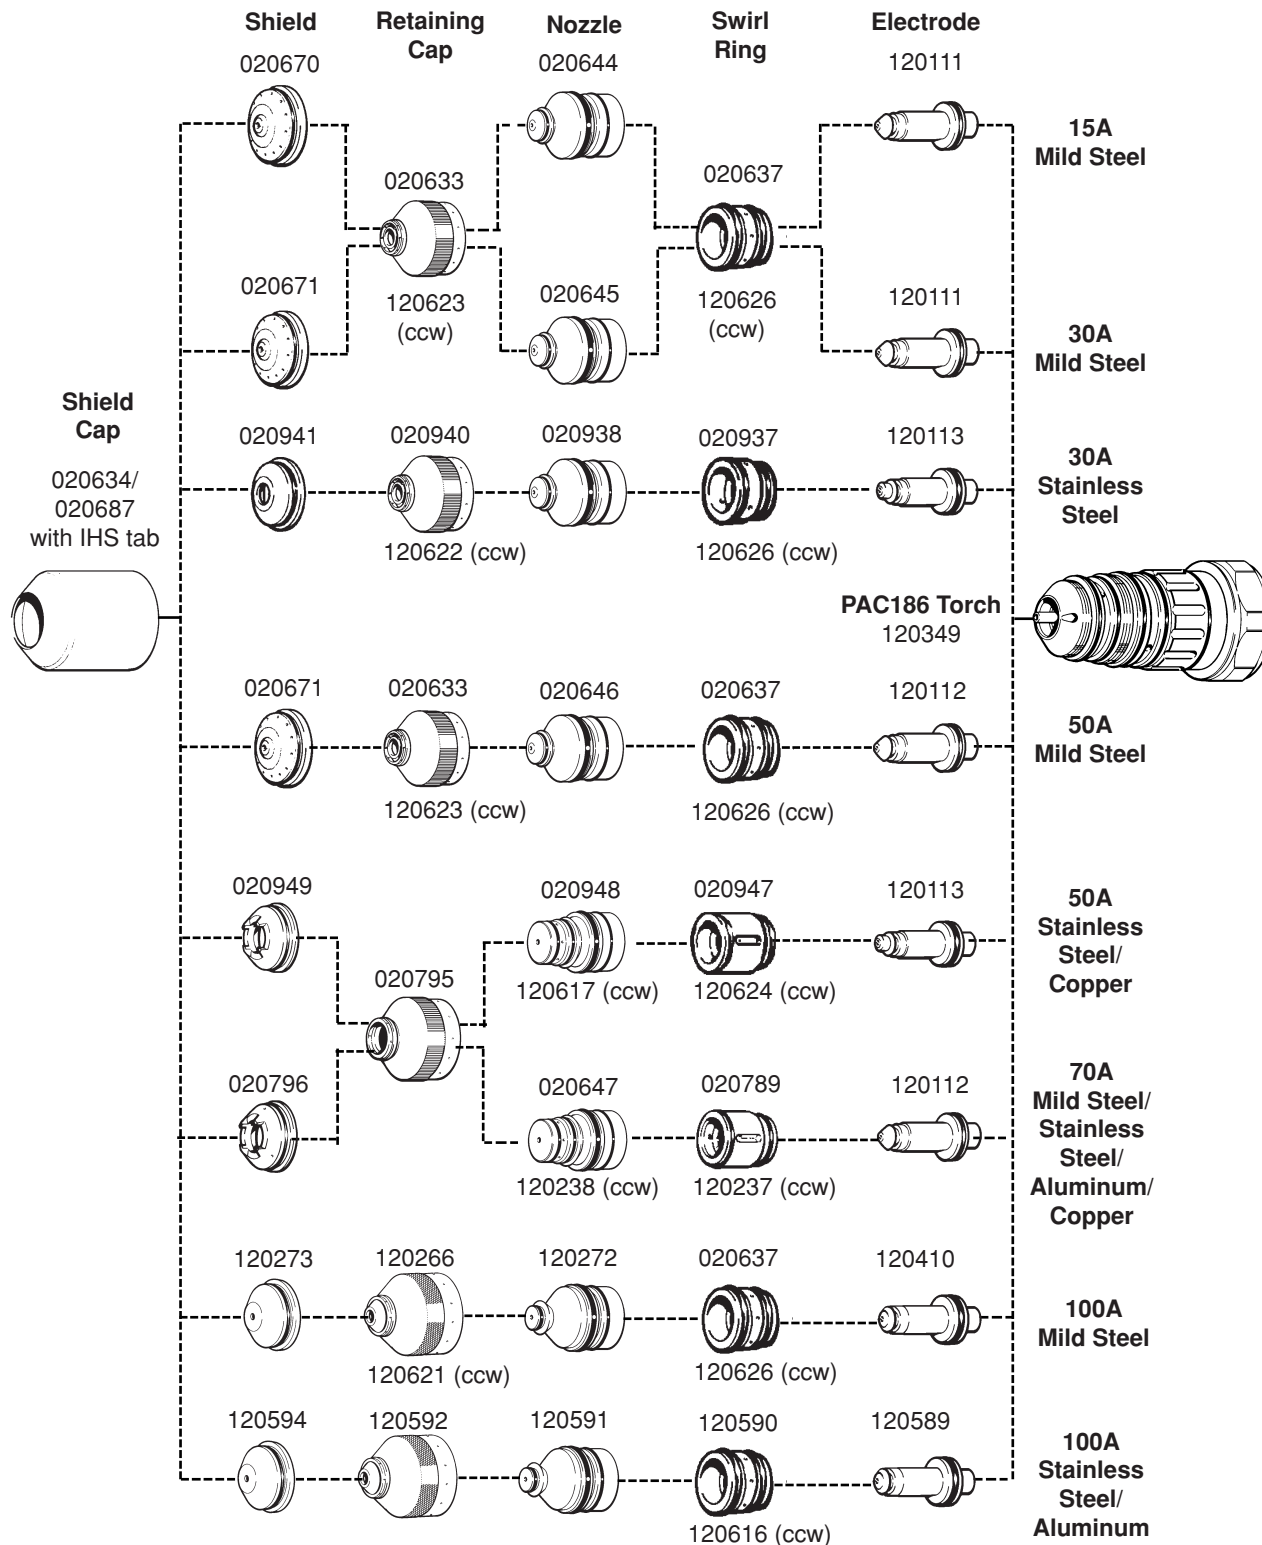 Shield
Retaining
Cap
Nozzle
Swirl
Ring
Electrode
020670
020644
120111
15A
Mild Steel
020633
020637
120623
(ccw)
120626
(ccw)
020671
020645
120111
30A
Mild Steel
Shield
Cap
020634/
020687
with IHS tab
020941
020940
020938
020937
120113
30A
Stainless
Steel
120622 (ccw)
120626 (ccw)
PAC186 Torch
120349
020671
020633
020646
020637
120112
50A
Mild Steel
120623 (ccw)
120626 (ccw)
020949
020948
020947
120113
50A
Stainless
Steel/
Copper
120617 (ccw)
120624 (ccw)
020795
020796
020647
020789
120112
70A
Mild Steel/
Stainless
Steel/
Aluminum/
Copper
120238 (ccw)
120237 (ccw)
120273
120266
120272
020637
120410
100A
Mild Steel
120621 (ccw)
120626 (ccw)
120594
120592
120591
120590
120589
100A
Stainless
Steel/
Aluminum
120616 (ccw)